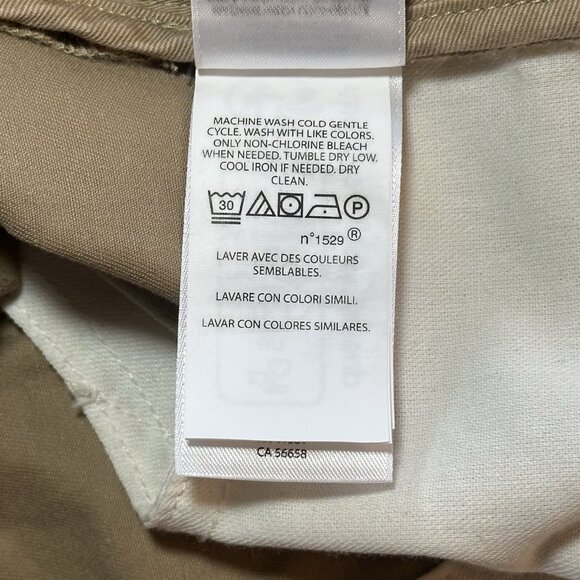 MACHINE WASH COLD GENTLE
CYCLE. WASH WITH LIKE COLORS.
ONLY NON-CHLORINE BLEACH
WHEN NEEDED. TUMBLE DRY LOW.
COOL IRON IF NEEDED. DRY
CLEAN.
30 P
n°1529 ®
LAVER AVEC DES COULEURS
SEMBLABLES.
LAVARE CON COLORI SIMILI.
LAVAR CON COLORES SIMILARES.
CA 56658